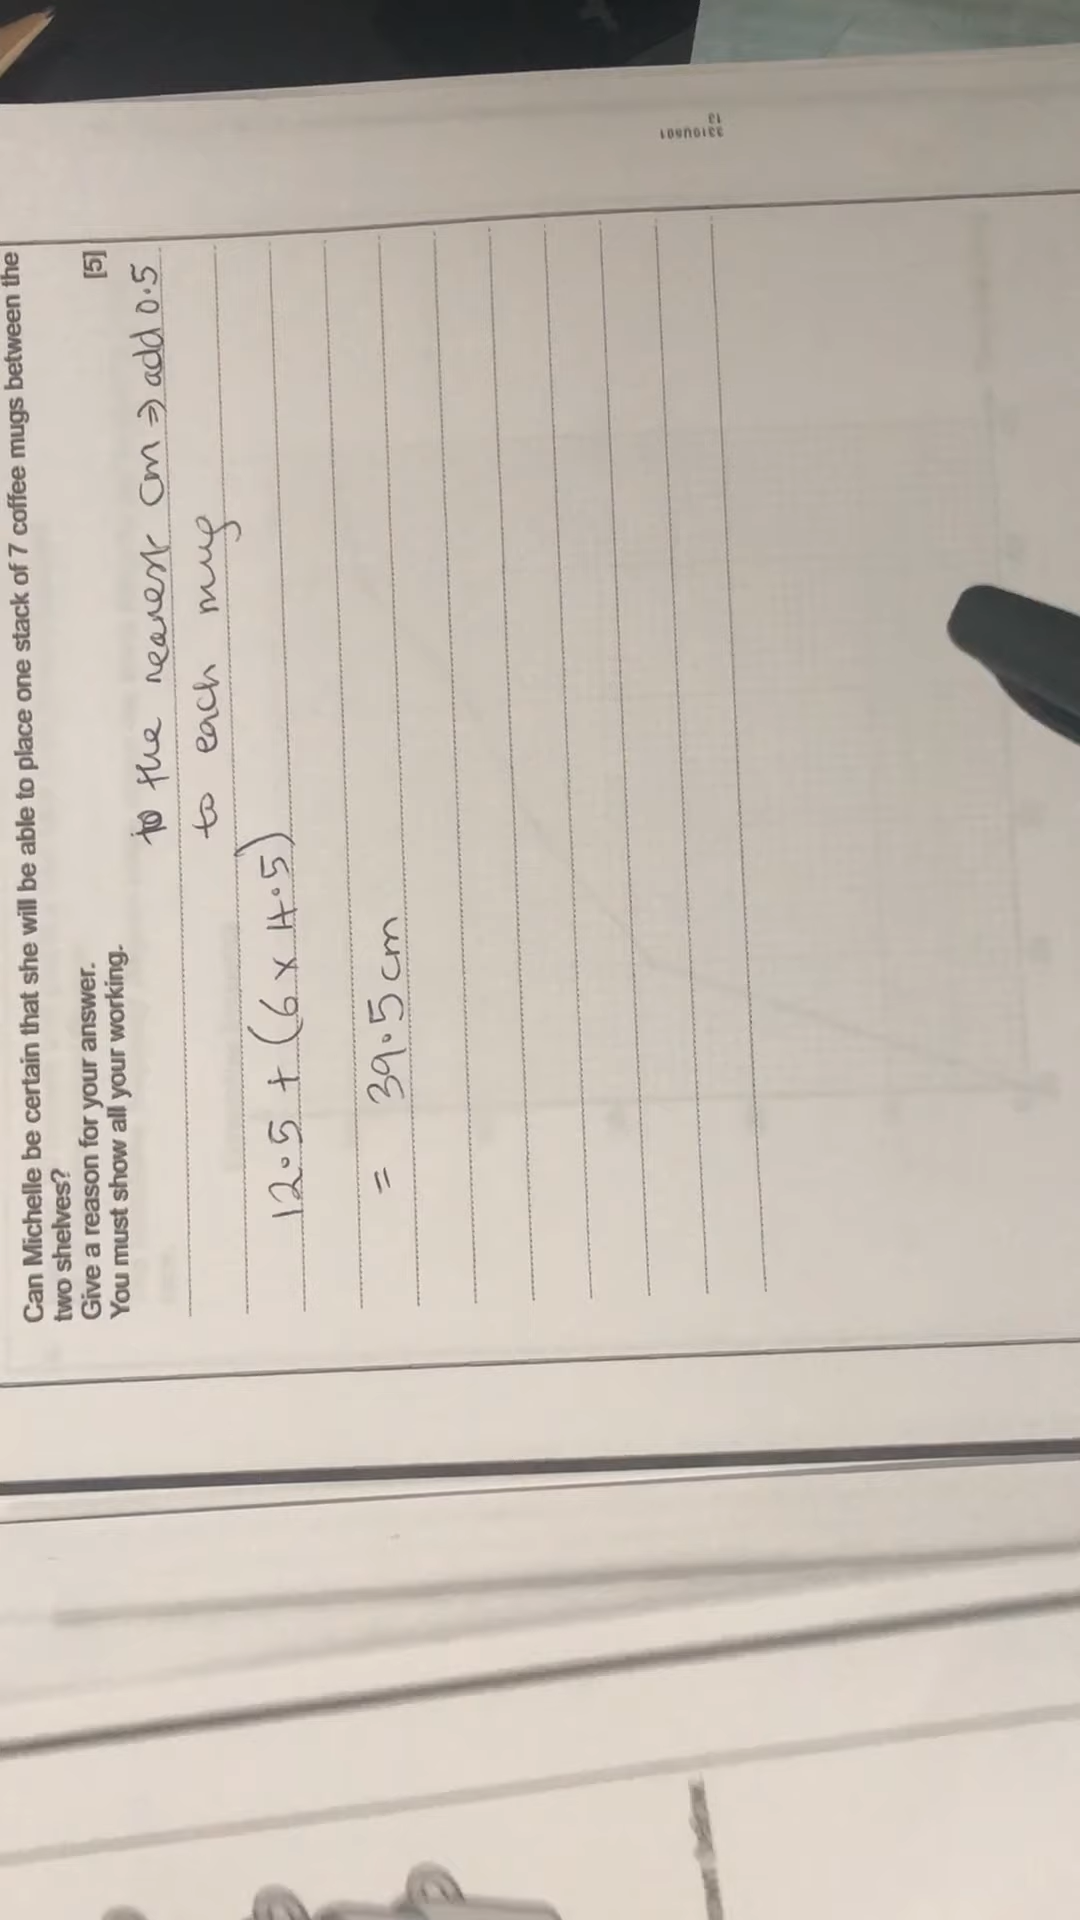 Can Michelle be certain that she will be able to place one stack of 7 coffee mugs between the
two shelves?
Give a reason for your answer.
You must show all your working.
[5]
to the nearest cm ⇒ add 0.5
to each mug
12.5 + (6 x 4.5)
= 39.5 cm
3310U601
13